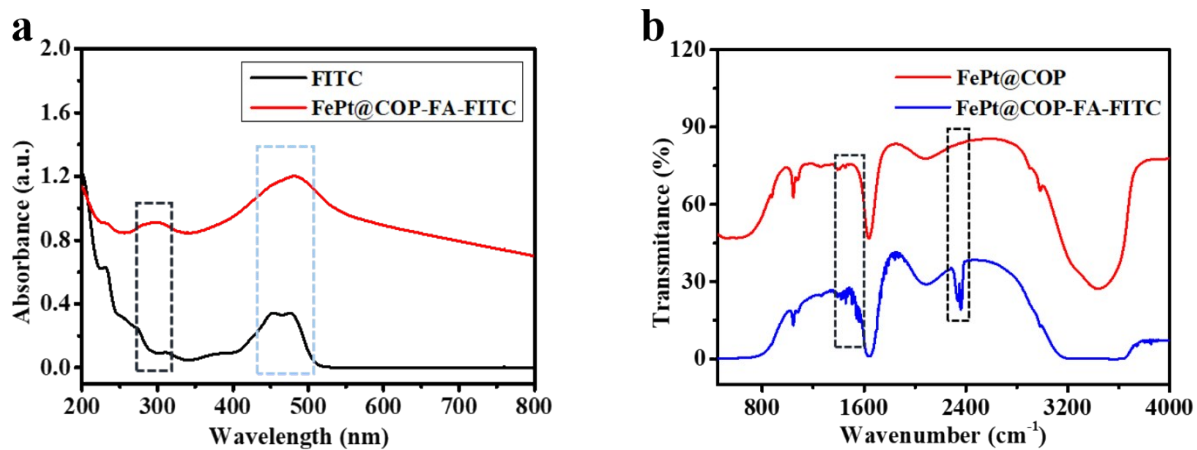 a
2.0
1.6
1.2
0.8
0.4
0.0
Absorbance (a.u.)
FITC
FePt@COP-FA-FITC
200 300 400 500 600 700 800
Wavelength (nm)
b
120
90
60
30
0
Transmitance (%)
FePt@COP
FePt@COP-FA-FITC
800 1600 2400 3200 4000
Wavenumber (cm-1)